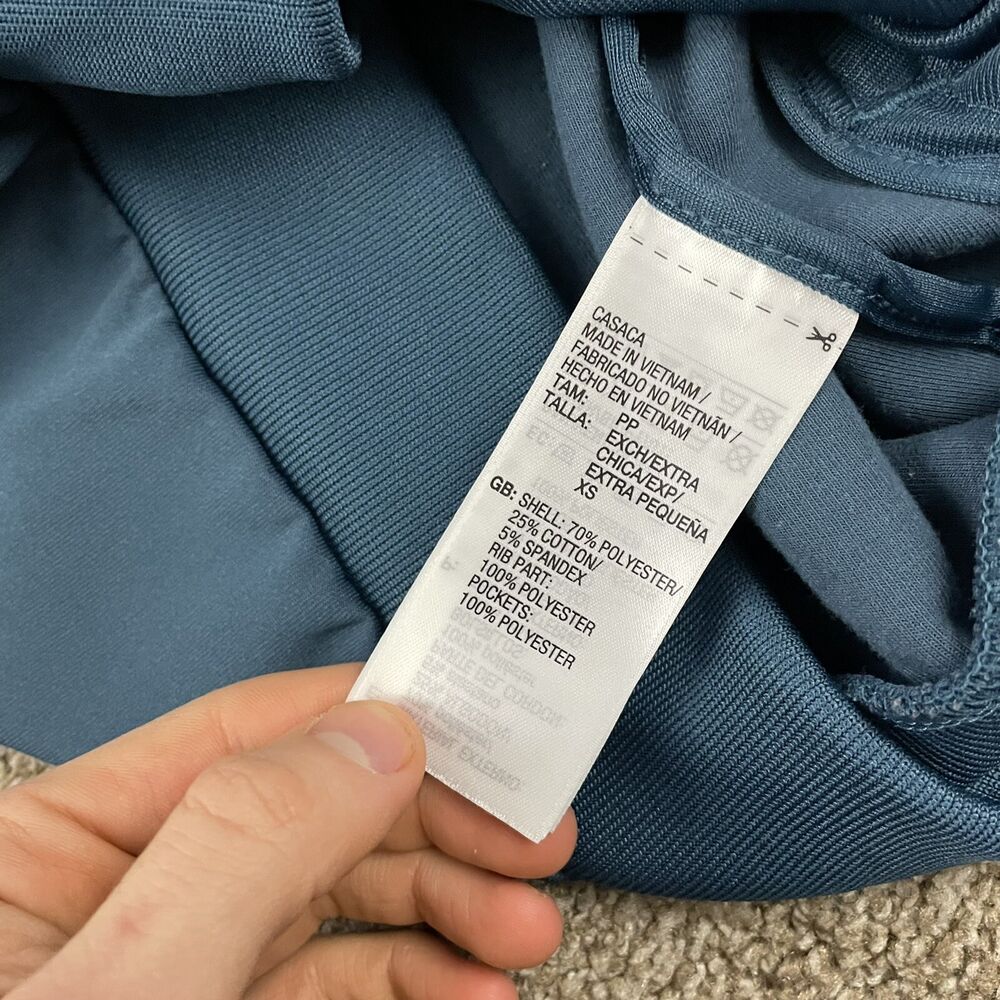 CASACA
MADE IN VIETNAM /
FABRICADO NO VIETNÃN /
HECHO EN VIETNAM
TAM: PP
TALLA: EXCH/EXTRA
CHICA/EXP/
EXTRA PEQUEÑA
XS
GB: SHELL: 70% POLYESTER/
25% COTTON/
5% SPANDEX
RIB PART:
100% POLYESTER
POCKETS:
100% POLYESTER